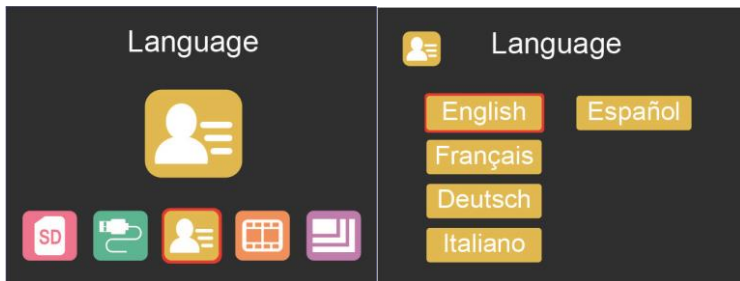 Language
SD
Language
English
Español
Français
Deutsch
Italiano